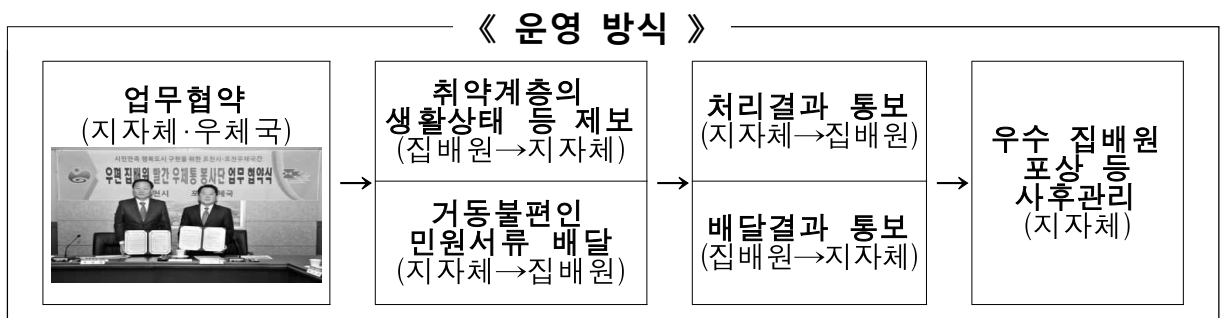 《 운영 방식 》
업무협약
(지자체·우체국)
시민만족 행복도시 구현을 위한 포천시·포천우체국간
우편 집배원 빨간 우체통 봉사단 업무 협약식
→
취약계층의
생활상태 등 제보
(집배원→지자체)
거동불편인
민원서류 배달
(지자체→집배원)
→
처리결과 통보
(지자체→집배원)
배달결과 통보
(집배원→지자체)
→
우수 집배원
포상 등
사후관리
(지자체)